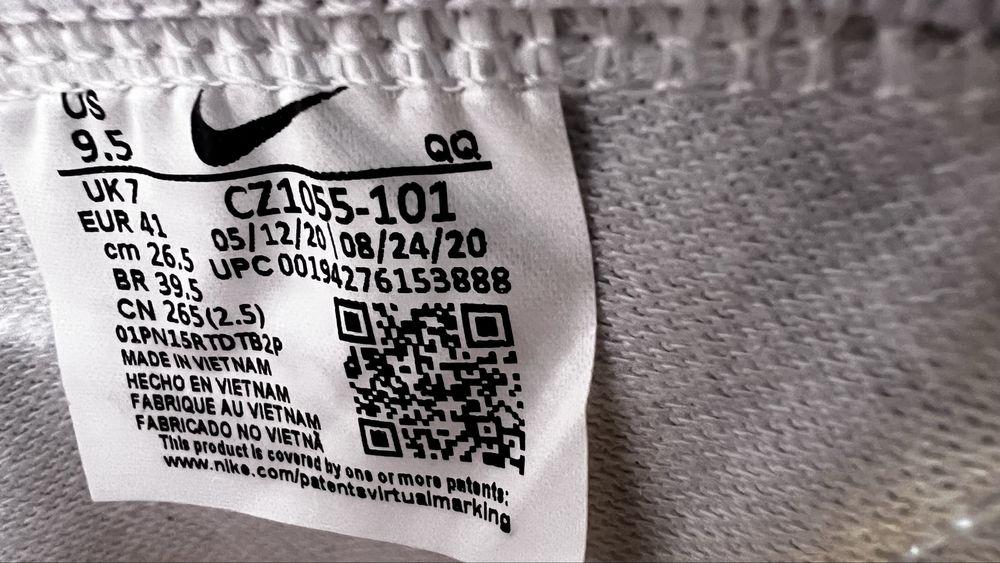 US
9.5
QQ
UK 7
EUR 41
cm 26.5
BR 39.5
CN 265(2.5)
CZ1055-101
05/12/20\08/24/20
UPC 00194276153888
01PN15RTDTB2P
MADE IN VIETNAM
HECHO EN VIETNAM
FABRIQUE AU VIETNAM
FABRICADO NO VIETNÃ
This product is covered by one or more patents:
www.nike.com/patentsvirtualmarking